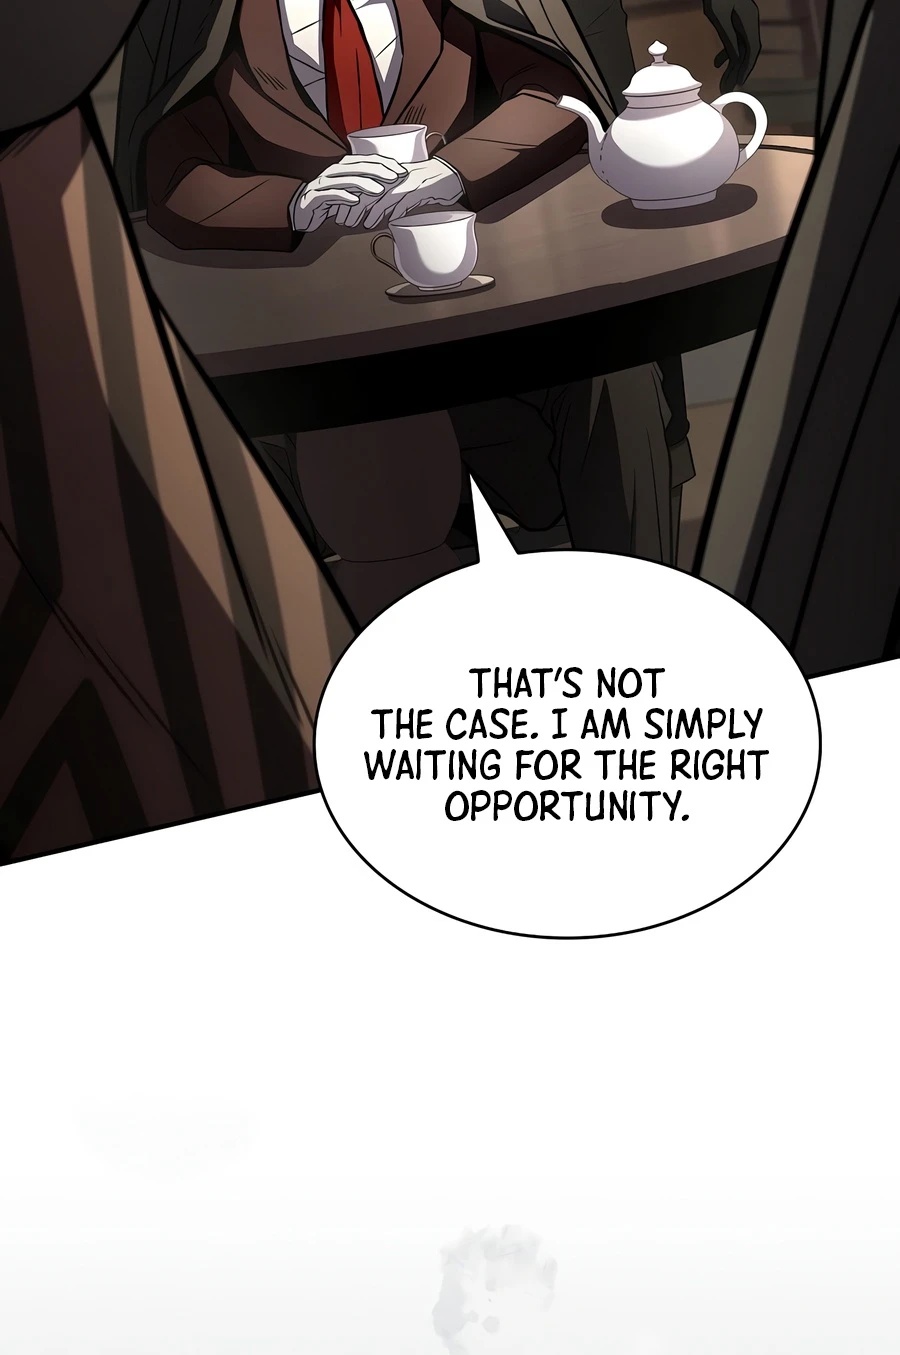 THAT'S NOT
THE CASE. I AM SIMPLY
WAITING FOR THE RIGHT
OPPORTUNITY.